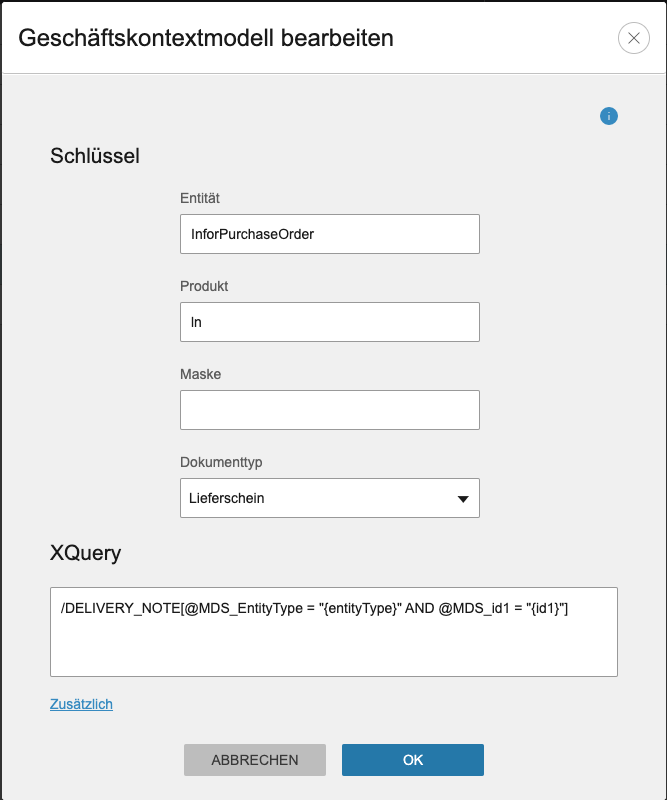 Geschäftskontextmodell bearbeiten
i
Schlüssel
Entität
InforPurchaseOrder
Produkt
ln
Maske
Dokumenttyp
Lieferschein
XQuery
/DELIVERY_NOTE[@MDS_EntityType = "{entityType}" AND @MDS_id1 = "{id1}"]
Zusätzlich
ABBRECHEN
OK